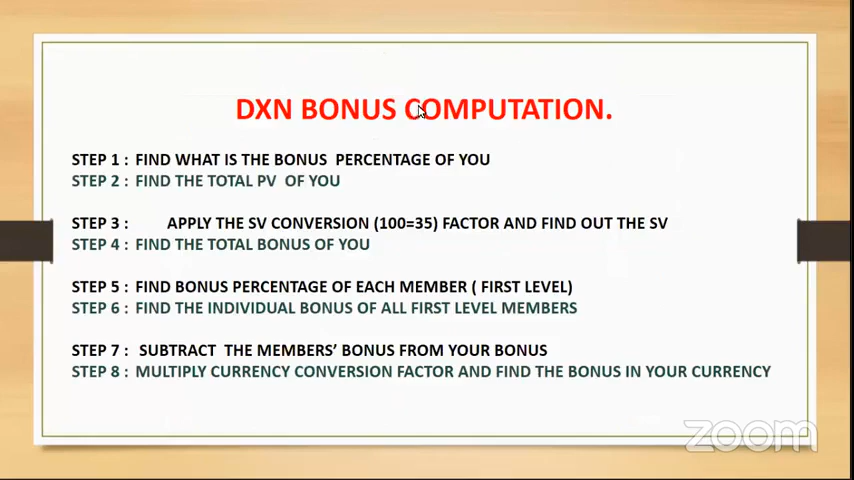 DXN BONUS COMPUTATION.
STEP 1 : FIND WHAT IS THE BONUS PERCENTAGE OF YOU
STEP 2 : FIND THE TOTAL PV OF YOU
STEP 3 : APPLY THE SV CONVERSION (100=35) FACTOR AND FIND OUT THE SV
STEP 4 : FIND THE TOTAL BONUS OF YOU
STEP 5 : FIND BONUS PERCENTAGE OF EACH MEMBER ( FIRST LEVEL)
STEP 6 : FIND THE INDIVIDUAL BONUS OF ALL FIRST LEVEL MEMBERS
STEP 7 : SUBTRACT THE MEMBERS’ BONUS FROM YOUR BONUS
STEP 8 : MULTIPLY CURRENCY CONVERSION FACTOR AND FIND THE BONUS IN YOUR CURRENCY
zoom